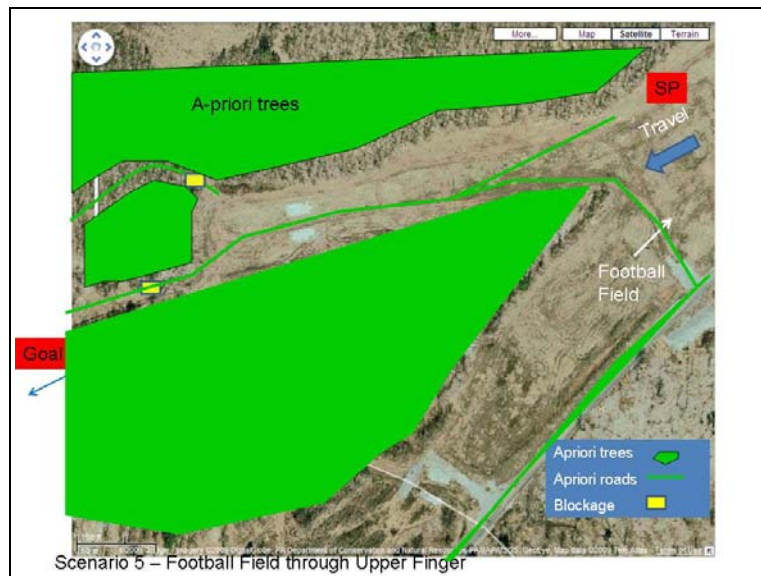 More...
Map
Satellite
Terrain
SP
A-priori trees
Travel
Football
Field
Goal
Apriori trees
Apriori roads
Blockage
Scenario 5 – Football Field through Upper Finger